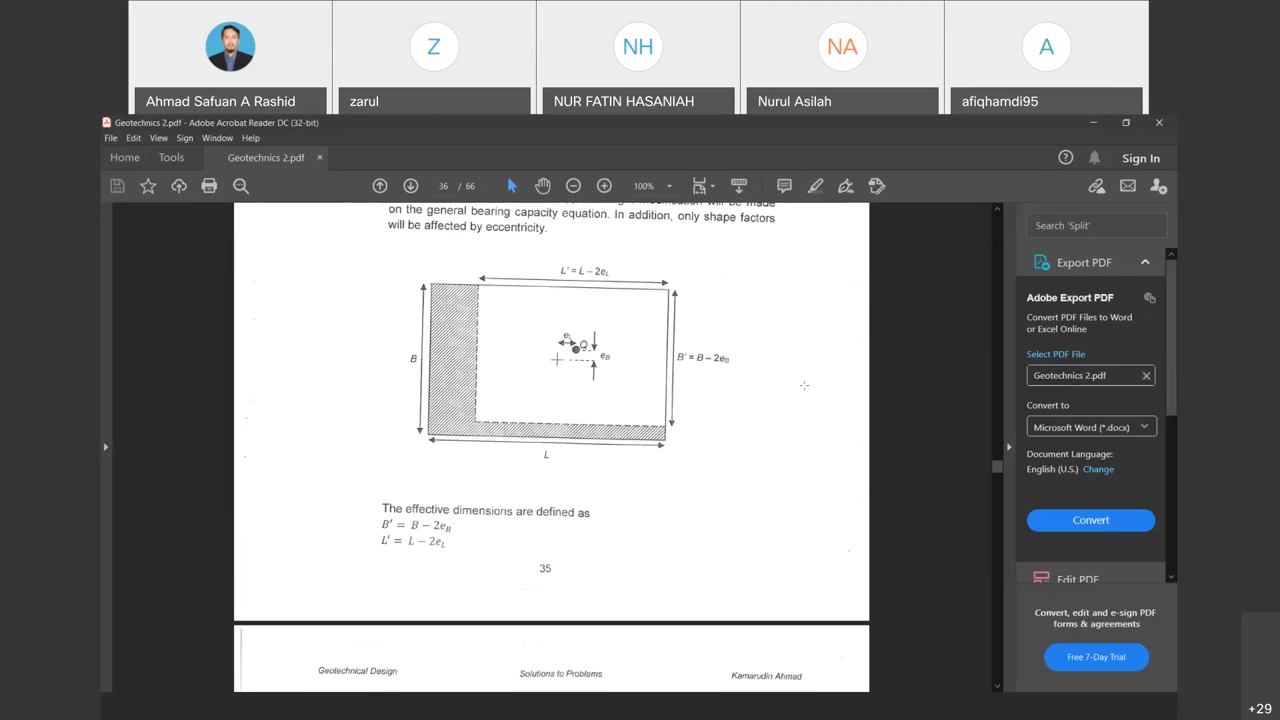 Z
NH
NA
A
Ahmad Safuan A Rashid
zarul
NUR FATIN HASANIAH
Nurul Asilah
afiqhamdi95
Geotechnics 2.pdf - Adobe Acrobat Reader DC (32-bit)
File Edit View Sign Window Help
Home Tools Geotechnics 2.pdf × Sign In
36 / 66 100%
on the general bearing capacity equation. In addition, only shape factors
will be affected by eccentricity.
L' = L – 2eL
eL
Q
eB
B
B' = B – 2eB
L
The effective dimensions are defined as
B' = B − 2eB
L' = L − 2eL
35
Geotechnical Design Solutions to Problems Kamarudin Ahmad
Search 'Split'
Export PDF
Adobe Export PDF
Convert PDF Files to Word
or Excel Online
Select PDF File
Geotechnics 2.pdf
Convert to
Microsoft Word (*.docx)
Document Language:
English (U.S.) Change
Convert
Edit PDF
Convert, edit and e-sign PDF
forms & agreements
Free 7-Day Trial
+29